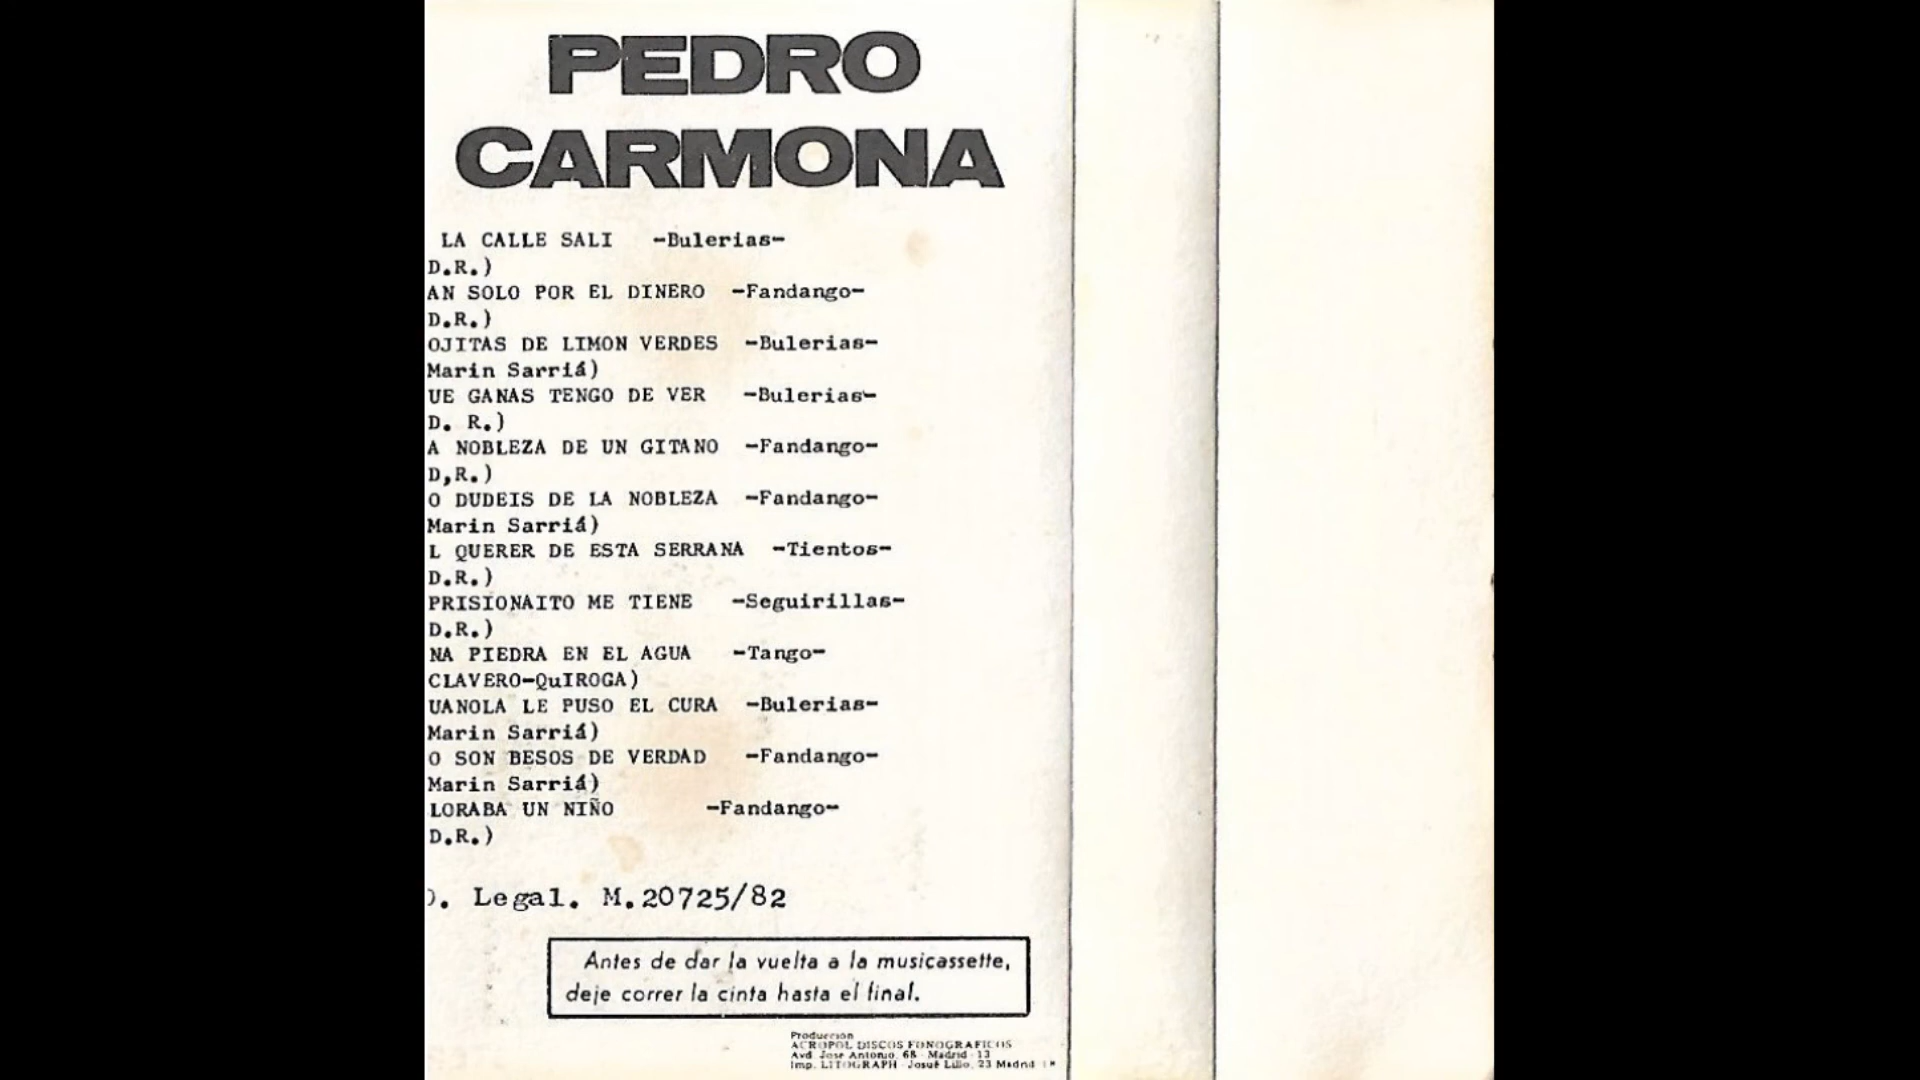 PEDRO
CARMONA
LA CALLE SALI -Bulerias-
D.R.)
AN SOLO POR EL DINERO -Fandango-
D.R.)
OJITAS DE LIMON VERDES -Bulerias-
Marin Sarriá)
UE GANAS TENGO DE VER -Bulerias-
D. R.)
A NOBLEZA DE UN GITANO -Fandango-
D,R.)
O DUDEIS DE LA NOBLEZA -Fandango-
Marin Sarriá)
L QUERER DE ESTA SERRANA -Tientos-
D.R.)
PRISIONAITO ME TIENE -Seguirillas-
D.R.)
NA PIEDRA EN EL AGUA -Tango-
CLAVERO-QuIROGA)
UANOLA LE PUSO EL CURA -Bulerias-
Marin Sarriá)
O SON BESOS DE VERDAD -Fandango-
Marin Sarriá)
LORABA UN NIÑO -Fandango-
D.R.)
). Legal. M.20725/82
Antes de dar la vuelta a la musicassette,
deje correr la cinta hasta el final.
Produccion
ACROPOL DISCOS FONOGRAFICOS
Avd. Jose Antonio, 68 - Madrid - 13
Imp. LITOGRAPH - Josué Lillo, 23 Madrid